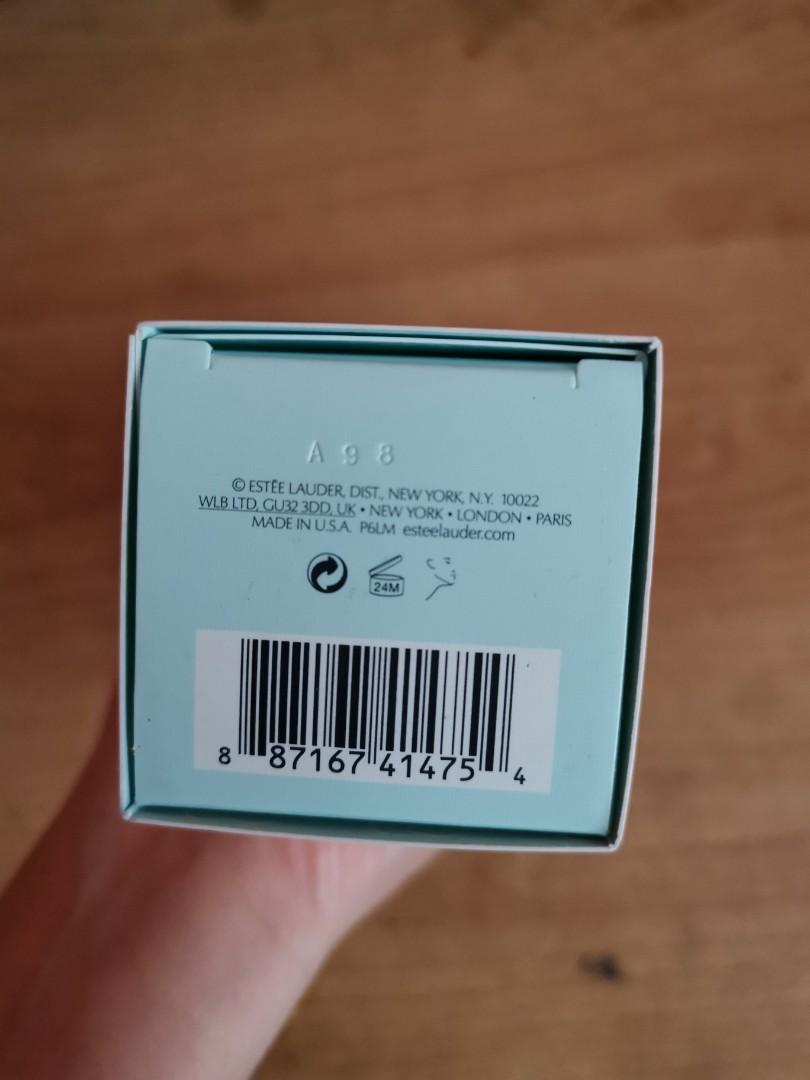 A 98
© ESTĒE LAUDER, DIST., NEW YORK, N.Y. 10022
WLB LTD, GU32 3DD, UK • NEW YORK • LONDON • PARIS
MADE IN U.S.A. P6LM esteelauder.com
24M
8 87167 41475 4